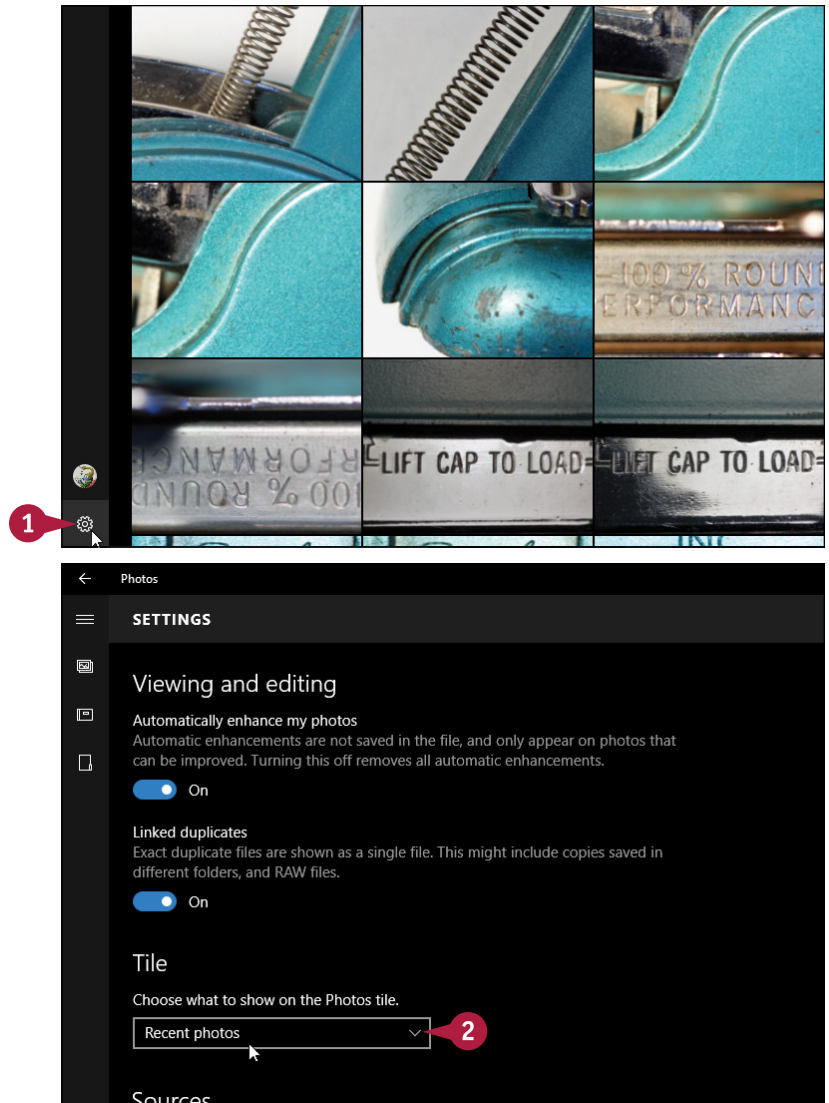 -100 % ROUN
ERFORMANC
RFORMANCE
100 % ROUND
LIFT CAP TO LOAD
LIFT CAP TO LOAD
INC
1
Photos
SETTINGS
Viewing and editing
Automatically enhance my photos
Automatic enhancements are not saved in the file, and only appear on photos that
can be improved. Turning this off removes all automatic enhancements.
On
Linked duplicates
Exact duplicate files are shown as a single file. This might include copies saved in
different folders, and RAW files.
On
Tile
Choose what to show on the Photos tile.
Recent photos
2
Sources